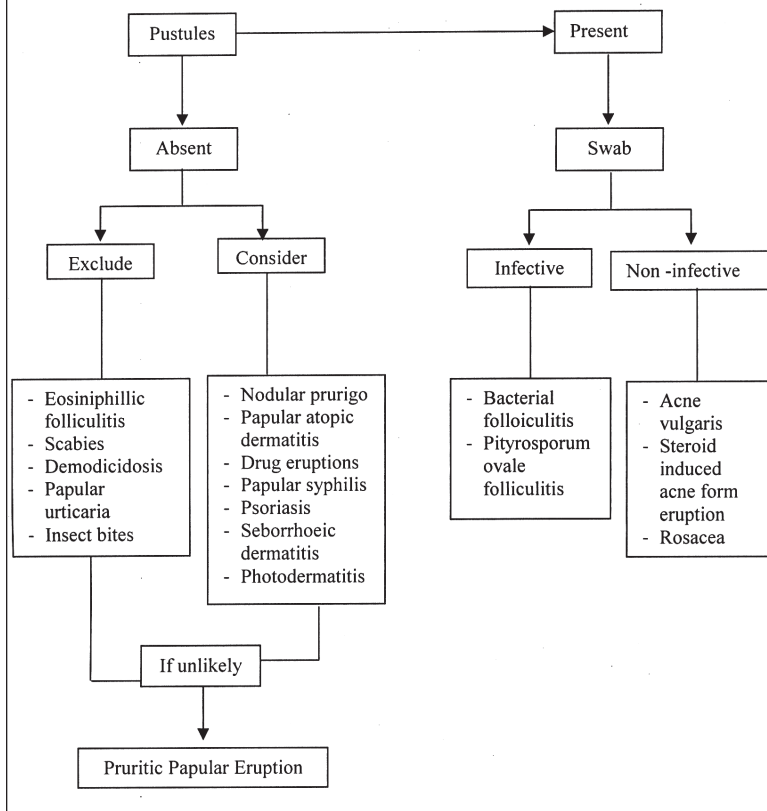 Pustules
Present
Absent
Swab
Exclude
Consider
Infective
Non -infective
- Eosiniphillic
folliculitis
- Scabies
- Demodicidosis
- Papular
urticaria
- Insect bites
- Nodular prurigo
- Papular atopic
dermatitis
- Drug eruptions
- Papular syphilis
- Psoriasis
- Seborrhoeic
dermatitis
- Photodermatitis
- Bacterial
folloiculitis
- Pityrosporum
ovale
folliculitis
- Acne
vulgaris
- Steroid
induced
acne form
eruption
- Rosacea
If unlikely
Pruritic Papular Eruption